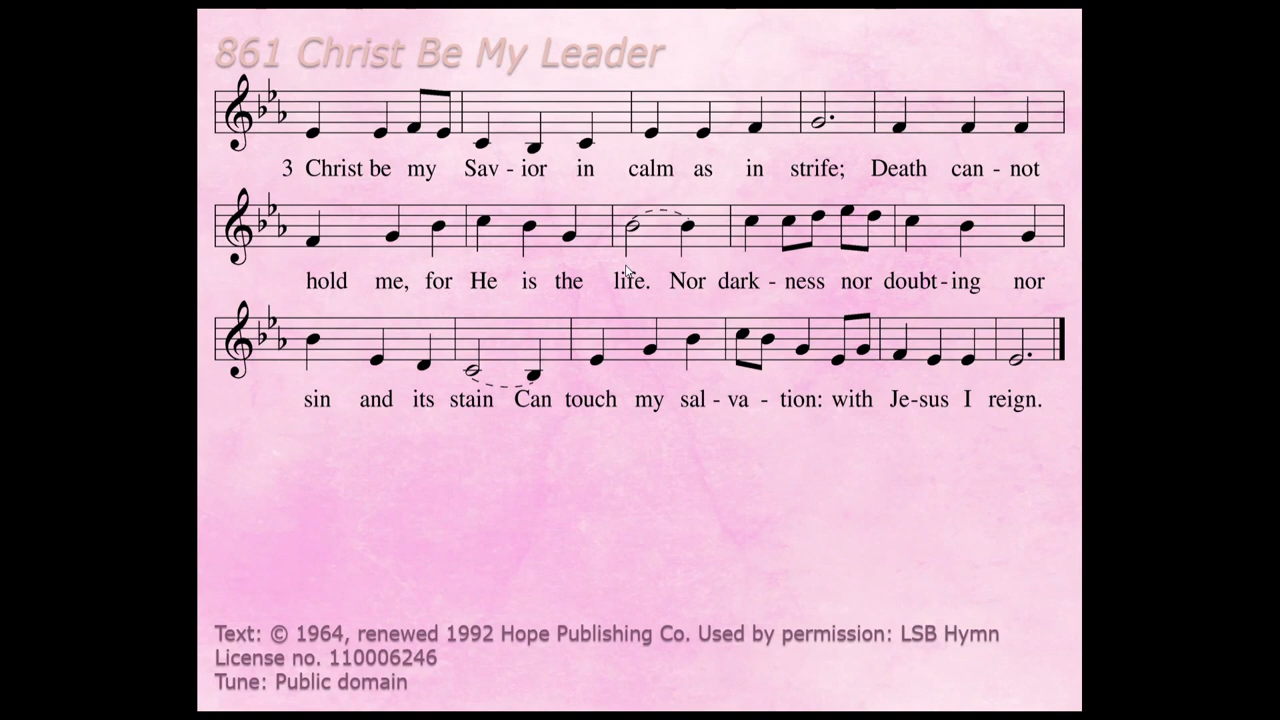 861 Christ Be My Leader
3 Christ be my Sav - ior in calm as in strife; Death can - not
hold me, for He is the life. Nor dark - ness nor doubt - ing nor
sin and its stain Can touch my sal - va - tion: with Je - sus I reign.
Text: © 1964, renewed 1992 Hope Publishing Co. Used by permission: LSB Hymn
License no. 110006246
Tune: Public domain